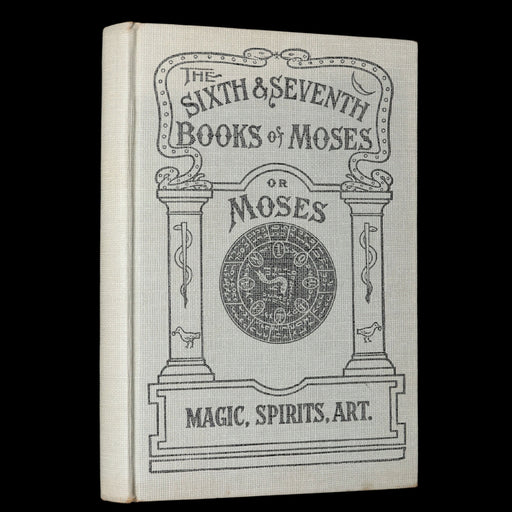 THE
SIXTH & SEVENTH
BOOKS OF MOSES
OR
MOSES
MAGIC, SPIRITS, ART.